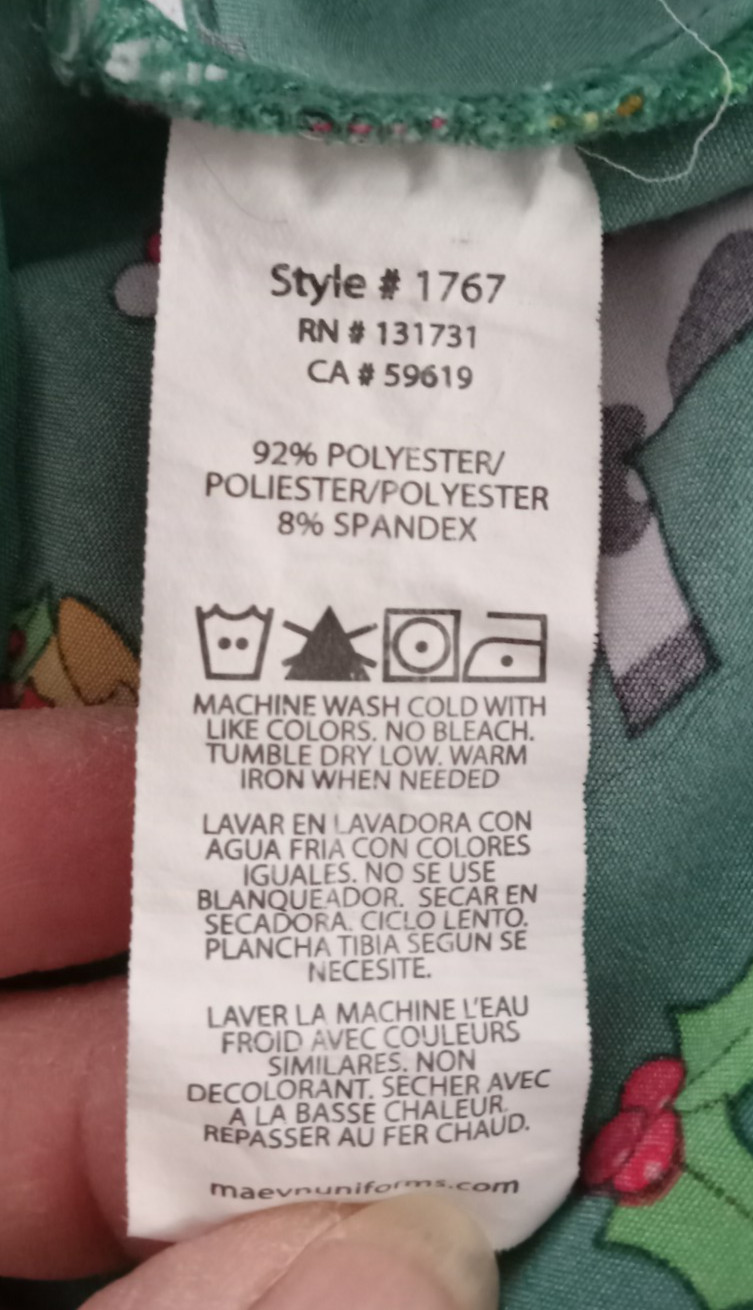 Style # 1767
RN # 131731
CA # 59619
92% POLYESTER/
POLIESTER/POLYESTER
8% SPANDEX
MACHINE WASH COLD WITH
LIKE COLORS. NO BLEACH.
TUMBLE DRY LOW. WARM
IRON WHEN NEEDED
LAVAR EN LAVADORA CON
AGUA FRIA CON COLORES
IGUALES. NO SE USE
BLANQUEADOR. SECAR EN
SECADORA. CICLO LENTO.
PLANCHA TIBIA SEGUN SE
NECESITE.
LAVER LA MACHINE L'EAU
FROID AVEC COULEURS
SIMILARES. NON
DECOLORANT. SECHER AVEC
A LA BASSE CHALEUR.
REPASSER AU FER CHAUD.
maevnuniforms.com